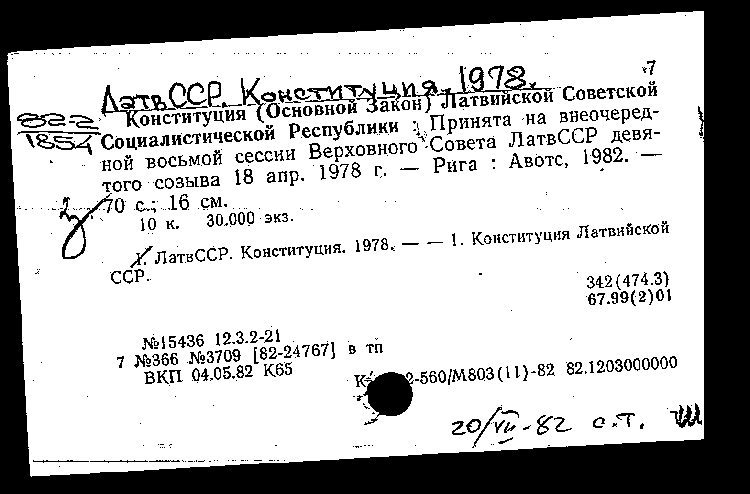 ЛатвССР. Конституция, 1978.
7
82-2
1854
Конституция (Основной Закон) Латвийской Советской
Социалистической Республики : Принята на внеочеред-
ной восьмой сессии Верховного Совета ЛатвССР девя-
того созыва 18 апр. 1978 г. — Рига : Авотс, 1982. —
70 с.; 16 см.
10 к. 30.000 экз.
I. ЛатвССР. Конституция. 1978. — — 1. Конституция Латвийской
ССР.
342(474.3)
67.99(2)01
№15436 12.3.2-21
7 №366 №3709 [82-24767] в тп
ВКП 04.05.82 К65
2-560/М803(11)-82 82.1203000000
20/VII-82 с.т.